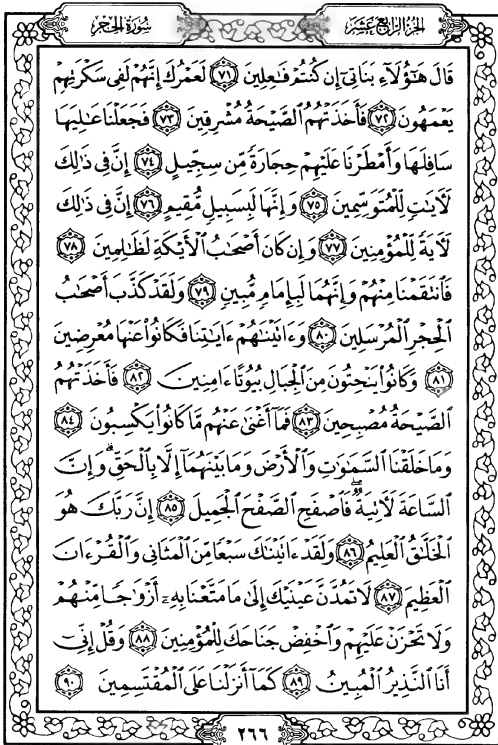 الجزء الرابع عشر
سورة الحجر
قَالَ هَٰٓؤُلَآءِ بَنَاتِىٓ إِن كُنتُمْ فَٰعِلِينَ ٧١ لَعَمْرُكَ إِنَّهُمْ لَفِى سَكْرَتِهِمْ
يَعْمَهُونَ ٧٢ فَأَخَذَتْهُمُ ٱلصَّيْحَةُ مُشْرِقِينَ ٧٣ فَجَعَلْنَا عَٰلِيَهَا
سَافِلَهَا وَأَمْطَرْنَا عَلَيْهِمْ حِجَارَةً مِّن سِجِّيلٍ ٧٤ إِنَّ فِى ذَٰلِكَ
لَءَايَٰتٍ لِّلْمُتَوَسِّمِينَ ٧٥ وَإِنَّهَا لَبِسَبِيلٍ مُّقِيمٍ ٧٦ إِنَّ فِى ذَٰلِكَ
لَءَايَةً لِّلْمُؤْمِنِينَ ٧٧ وَإِن كَانَ أَصْحَٰبُ ٱلْأَيْكَةِ لَظَٰلِمِينَ ٧٨
فَٱنتَقَمْنَا مِنْهُمْ وَإِنَّهُمَا لَبِإِمَامٍ مُّبِينٍ ٧٩ وَلَقَدْ كَذَّبَ أَصْحَٰبُ
ٱلْحِجْرِ ٱلْمُرْسَلِينَ ٨٠ وَءَاتَيْنَٰهُمْ ءَايَٰتِنَا فَكَانُوا۟ عَنْهَا مُعْرِضِينَ
٨١ وَكَانُوا۟ يَنْحِتُونَ مِنَ ٱلْجِبَالِ بُيُوتًا ءَامِنِينَ ٨٢ فَأَخَذَتْهُمُ
ٱلصَّيْحَةُ مُصْبِحِينَ ٨٣ فَمَآ أَغْنَىٰ عَنْهُم مَّا كَانُوا۟ يَكْسِبُونَ ٨٤
وَمَا خَلَقْنَا ٱلسَّمَٰوَٰتِ وَٱلْأَرْضَ وَمَا بَيْنَهُمَآ إِلَّا بِٱلْحَقِّ ۗ وَإِنَّ
ٱلسَّاعَةَ لَءَاتِيَةٌ ۖ فَٱصْفَحِ ٱلصَّفْحَ ٱلْجَمِيلَ ٨٥ إِنَّ رَبَّكَ هُوَ
ٱلْخَلَّٰقُ ٱلْعَلِيمُ ٨٦ وَلَقَدْ ءَاتَيْنَٰكَ سَبْعًا مِّنَ ٱلْمَثَانِى وَٱلْقُرْءَانَ
ٱلْعَظِيمَ ٨٧ لَا تَمُدَّنَّ عَيْنَيْكَ إِلَىٰ مَا مَتَّعْنَا بِهِۦٓ أَزْوَٰجًا مِّنْهُمْ
وَلَا تَحْزَنْ عَلَيْهِمْ وَٱخْفِضْ جَنَاحَكَ لِلْمُؤْمِنِينَ ٨٨ وَقُلْ إِنِّىٓ
أَنَا ٱلنَّذِيرُ ٱلْمُبِينُ ٨٩ كَمَآ أَنزَلْنَا عَلَى ٱلْمُقْتَسِمِينَ ٩٠
٢٦٦